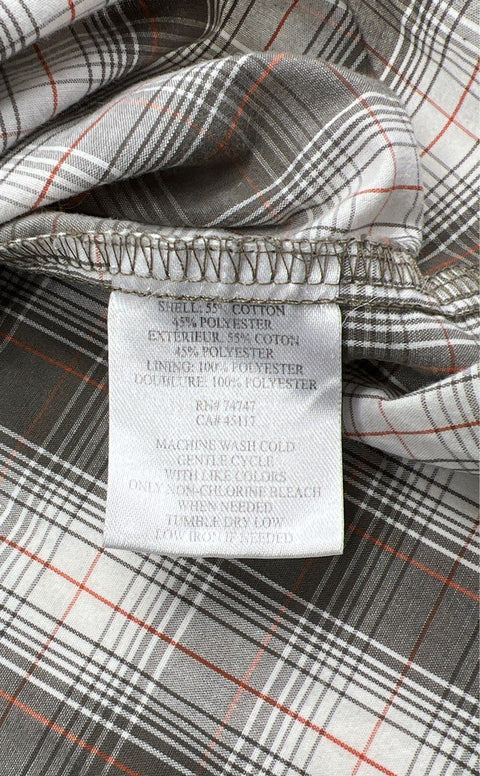 SHELL: 55% COTTON
45% POLYESTER
EXTERIEUR: 55% COTON
45% POLYESTER
LINING: 100% POLYESTER
DOUBLURE: 100% POLYESTER
RN# 74747
CA# 45117
MACHINE WASH COLD
GENTLE CYCLE
WITH LIKE COLORS
ONLY NON-CHLORINE BLEACH
WHEN NEEDED
TUMBLE DRY LOW
LOW IRON IF NEEDED